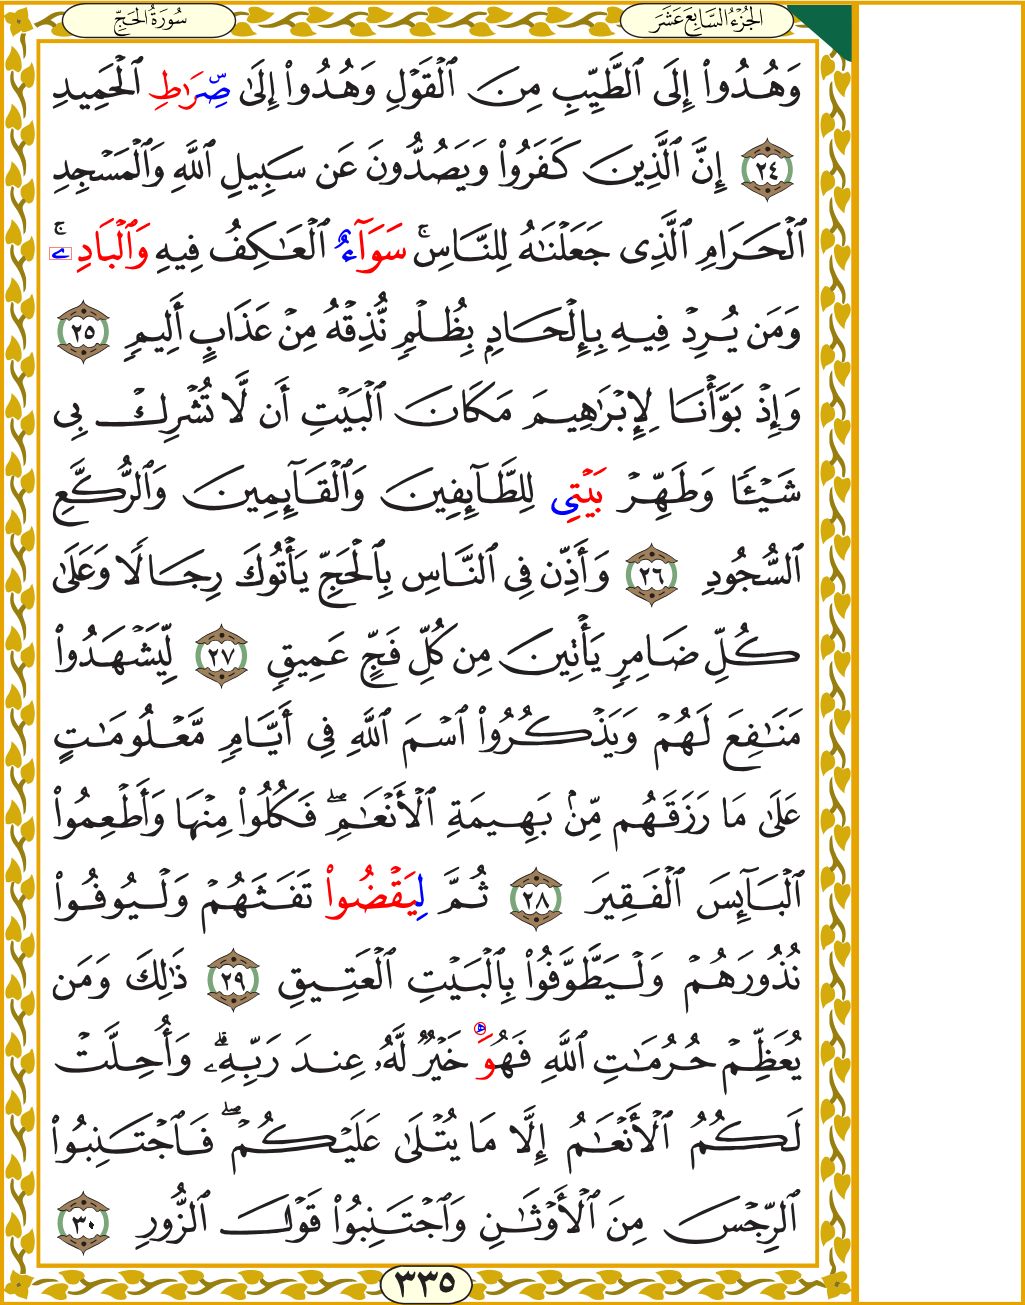 الجُزْءُ السَّابِعَ عَشَرَ
سُورَةُ الحَجِّ
وَهُدُوٓاْ إِلَى ٱلطَّيِّبِ مِنَ ٱلۡقَوۡلِ وَهُدُوٓاْ إِلَىٰ صِّرَٰطِ ٱلۡحَمِيدِ
٢٤ إِنَّ ٱلَّذِينَ كَفَرُواْ وَيَصُدُّونَ عَن سَبِيلِ ٱللَّهِ وَٱلۡمَسۡجِدِ
ٱلۡحَرَامِ ٱلَّذِي جَعَلۡنَٰهُ لِلنَّاسِۚ سَوَآءٌ ٱلۡعَٰكِفُ فِيهِ وَٱلۡبَادِۦۚ
وَمَن يُرِدۡ فِيهِ بِإِلۡحَادِۭ بِظُلۡمٖ نُّذِقۡهُ مِنۡ عَذَابٍ أَلِيمٖ ٢٥
وَإِذۡ بَوَّأۡنَا لِإِبۡرَٰهِيمَ مَكَانَ ٱلۡبَيۡتِ أَن لَّا تُشۡرِكۡ بِي
شَيۡـٔٗا وَطَهِّرۡ بَيۡتِي لِلطَّآئِفِينَ وَٱلۡقَآئِمِينَ وَٱلرُّكَّعِ
ٱلسُّجُودِ ٢٦ وَأَذِّن فِي ٱلنَّاسِ بِٱلۡحَجِّ يَأۡتُوكَ رِجَالٗا وَعَلَىٰ
كُلِّ ضَامِرٖ يَأۡتِينَ مِن كُلِّ فَجٍّ عَمِيقٖ ٢٧ لِّيَشۡهَدُواْ
مَنَٰفِعَ لَهُمۡ وَيَذۡكُرُواْ ٱسۡمَ ٱللَّهِ فِيٓ أَيَّامٖ مَّعۡلُومَٰتٍ
عَلَىٰ مَا رَزَقَهُم مِّنۢ بَهِيمَةِ ٱلۡأَنۡعَٰمِۖ فَكُلُواْ مِنۡهَا وَأَطۡعِمُواْ
ٱلۡبَآئِسَ ٱلۡفَقِيرَ ٢٨ ثُمَّ لِيَقۡضُواْ تَفَثَهُمۡ وَلۡيُوفُواْ
نُذُورَهُمۡ وَلۡيَطَّوَّفُواْ بِٱلۡبَيۡتِ ٱلۡعَتِيقِ ٢٩ ذَٰلِكَۖ وَمَن
يُعَظِّمۡ حُرُمَٰتِ ٱللَّهِ فَهُوَ خَيۡرٞ لَّهُۥ عِندَ رَبِّهِۦۗ وَأُحِلَّتۡ
لَكُمُ ٱلۡأَنۡعَٰمُ إِلَّا مَا يُتۡلَىٰ عَلَيۡكُمۡۖ فَٱجۡتَنِبُواْ
ٱلرِّجۡسَ مِنَ ٱلۡأَوۡثَٰنِ وَٱجۡتَنِبُواْ قَوۡلَ ٱلزُّورِ ٣٠
٣٣٥